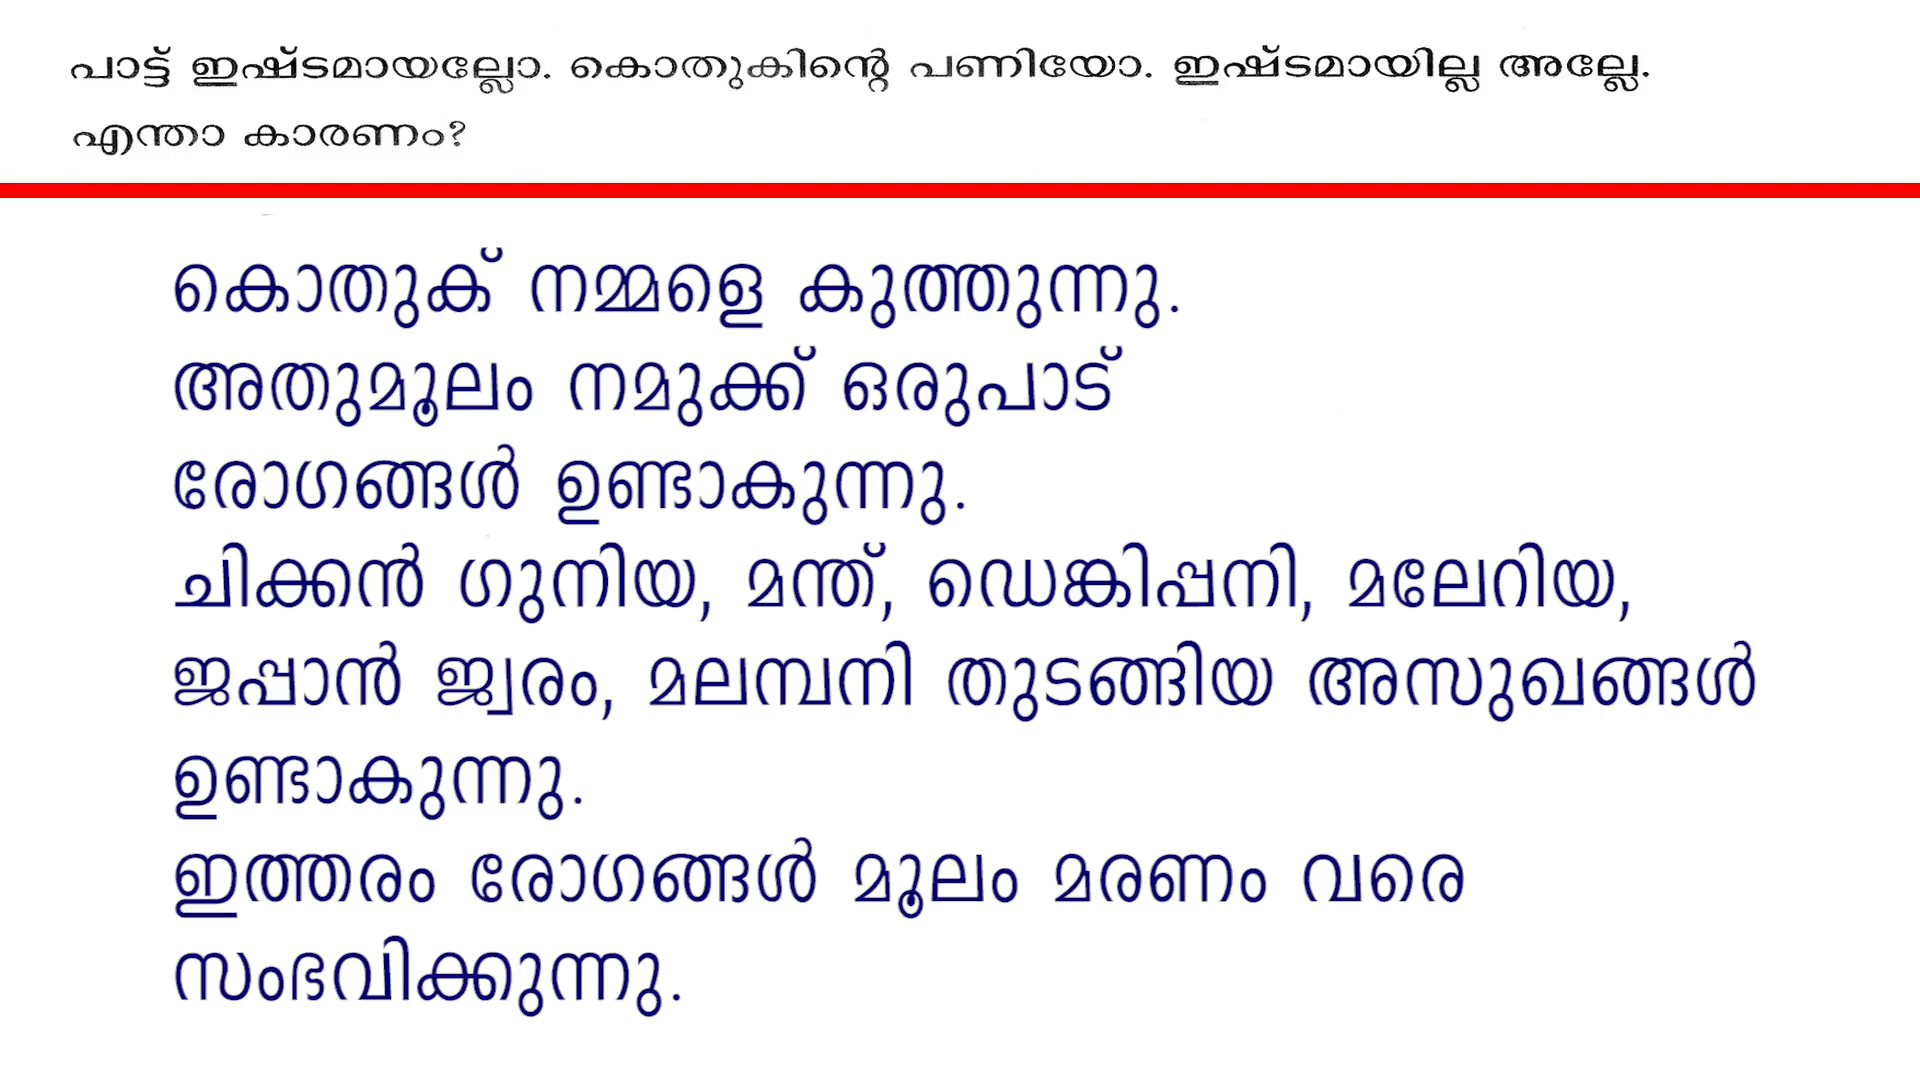 പാട്ട് ഇഷ്ടമായല്ലോ. കൊതുകിന്റെ പണിയോ. ഇഷ്ടമായില്ല അല്ലേ.
എന്താ കാരണം?
കൊതുക് നമ്മളെ കുത്തുന്നു.
അതുമൂലം നമുക്ക് ഒരുപാട്
രോഗങ്ങൾ ഉണ്ടാകുന്നു.
ചിക്കൻ ഗുനിയ, മന്ത്, ഡെങ്കിപ്പനി, മലേറിയ,
ജപ്പാൻ ജ്വരം, മലമ്പനി തുടങ്ങിയ അസുഖങ്ങൾ
ഉണ്ടാകുന്നു.
ഇത്തരം രോഗങ്ങൾ മൂലം മരണം വരെ
സംഭവിക്കുന്നു.